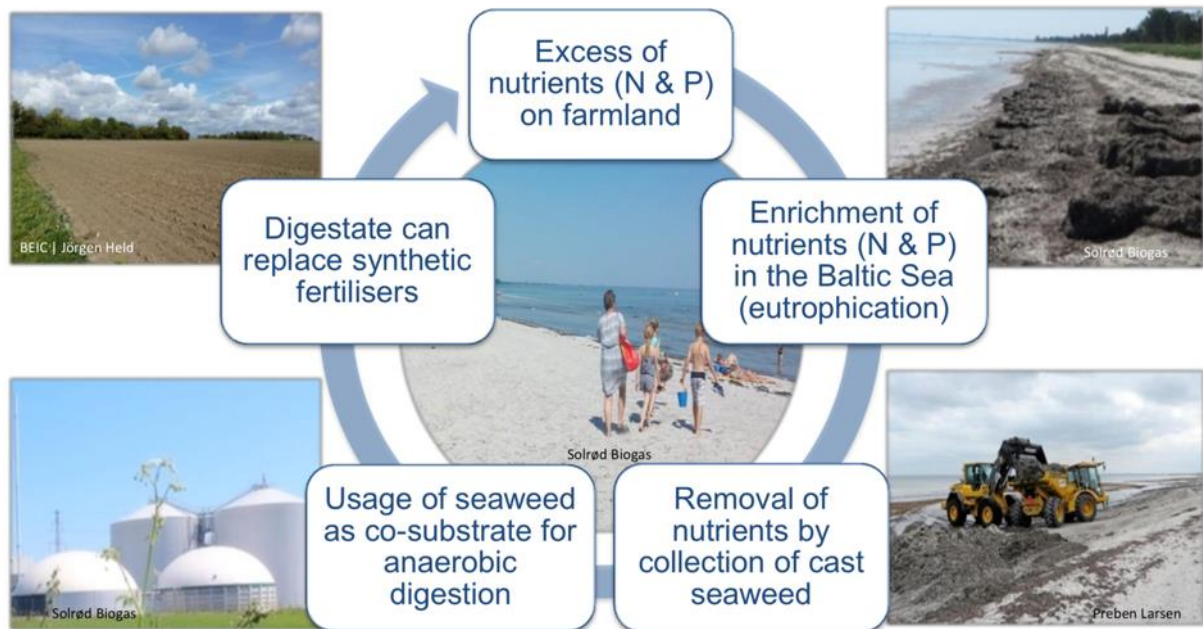 Excess of
nutrients (N & P)
on farmland
Enrichment of
nutrients (N & P)
in the Baltic Sea
(eutrophication)
Removal of
nutrients by
collection of cast
seaweed
Usage of seaweed
as co-substrate for
anaerobic
digestion
Digestate can
replace synthetic
fertilisers
BEIC | Jörgen Held
Solrød Biogas
Solrød Biogas
Solrød Biogas
Preben Larsen